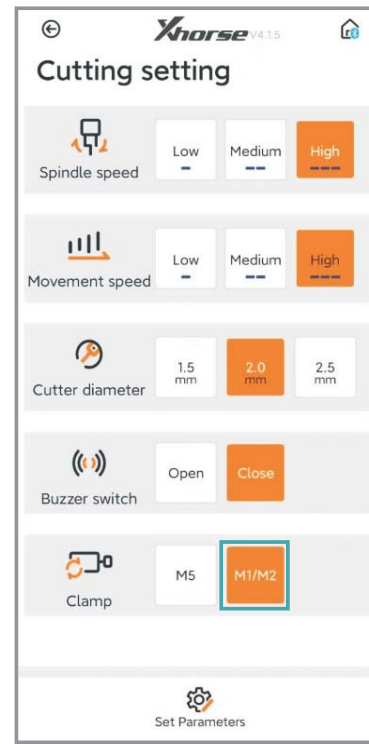 Xhorse V4.1.5
Cutting setting
Spindle speed
Low
Medium
High
Movement speed
Low
Medium
High
Cutter diameter
1.5
mm
2.0
mm
2.5
mm
Buzzer switch
Open
Close
Clamp
M5
M1/M2
Set Parameters